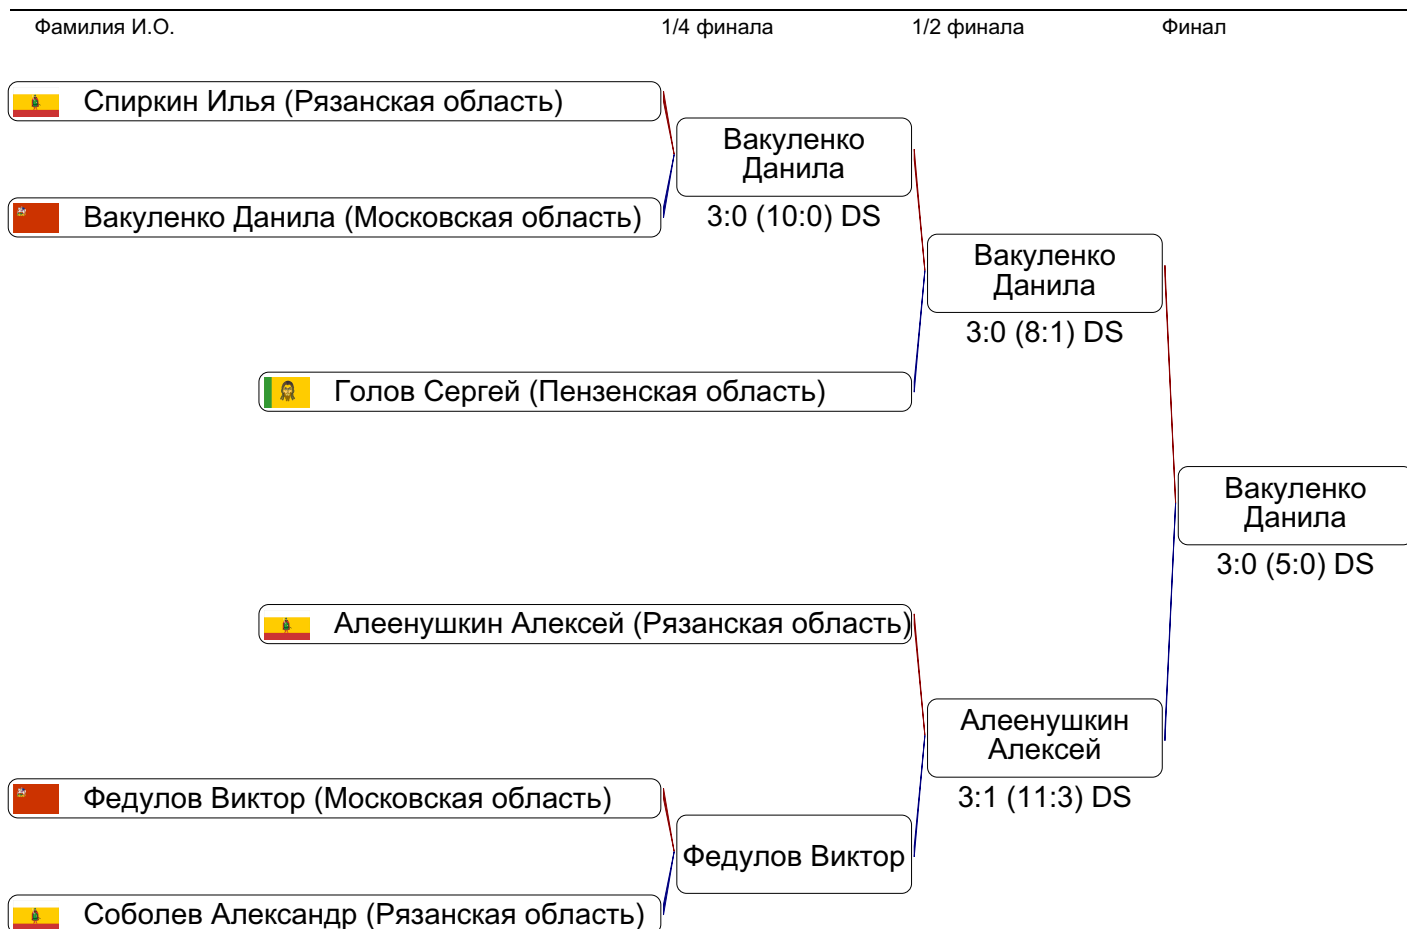 Фамилия И.О. 1/4 финала 1/2 финала Финал
Спиркин Илья (Рязанская область)
Вакуленко
Данила
3:0 (10:0) DS
Вакуленко Данила (Московская область)
Вакуленко
Данила
3:0 (8:1) DS
Голов Сергей (Пензенская область)
Вакуленко
Данила
3:0 (5:0) DS
Алеенушкин Алексей (Рязанская область)
Алеенушкин
Алексей
3:1 (11:3) DS
Федулов Виктор (Московская область)
Федулов Виктор
Соболев Александр (Рязанская область)